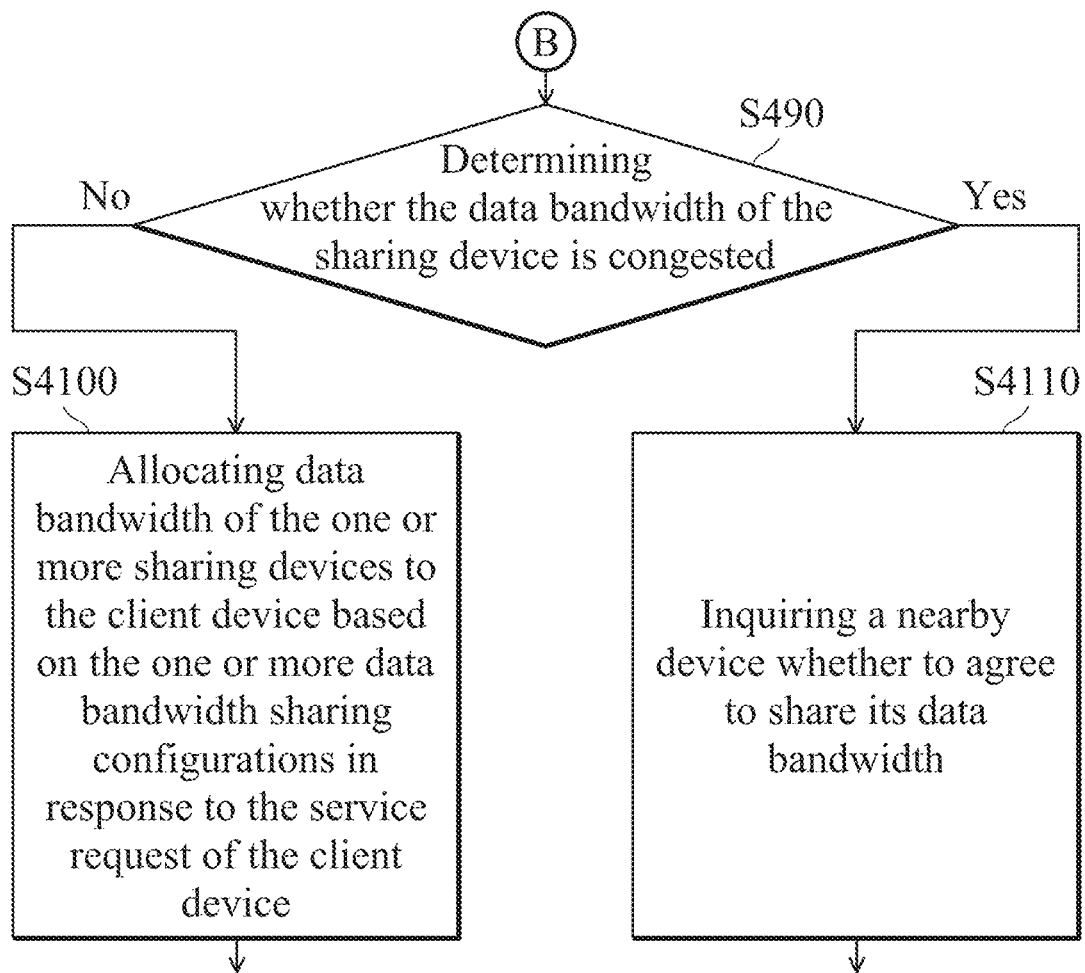 B
S490
Determining
whether the data bandwidth of the
sharing device is congested
No
Yes
S4100
Allocating data
bandwidth of the one or
more sharing devices to
the client device based
on the one or more data
bandwidth sharing
configurations in
response to the service
request of the client
device
S4110
Inquiring a nearby
device whether to agree
to share its data
bandwidth